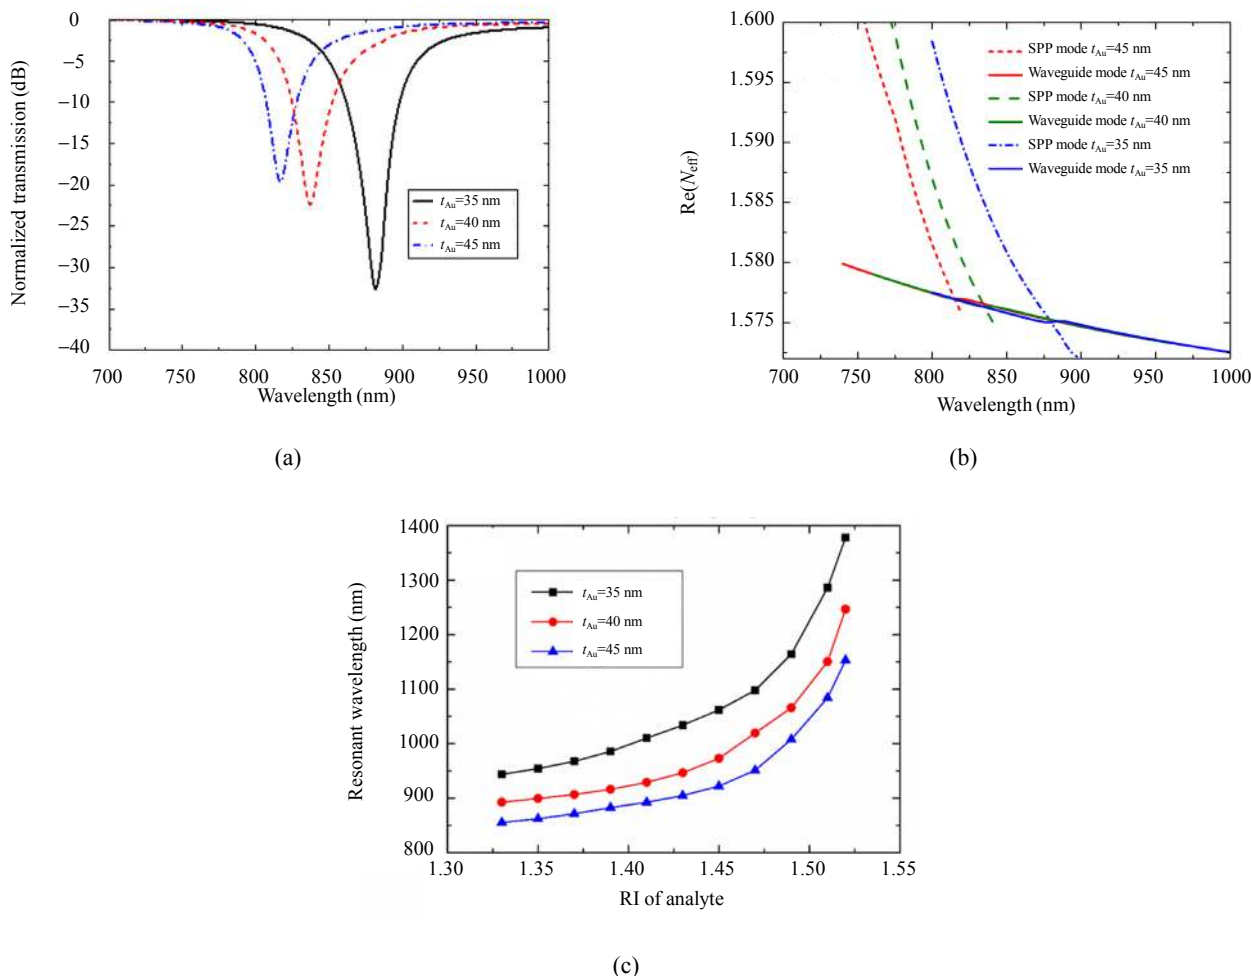 0
−5
−10
−15
−20
−25
−30
−35
−40
Normalized transmission (dB)
tAu=35 nm
tAu=40 nm
tAu=45 nm
700 750 800 850 900 950 1000
Wavelength (nm)
(a)
1.600
1.595
1.590
1.585
1.580
1.575
Re(Neff)
SPP mode tAu=45 nm
Waveguide mode tAu=45 nm
SPP mode tAu=40 nm
Waveguide mode tAu=40 nm
SPP mode tAu=35 nm
Waveguide mode tAu=35 nm
700 750 800 850 900 950 1000
Wavelength (nm)
(b)
1400
1300
1200
1100
1000
900
800
Resonant wavelength (nm)
tAu=35 nm
tAu=40 nm
tAu=45 nm
1.30 1.35 1.40 1.45 1.50 1.55
RI of analyte
(c)